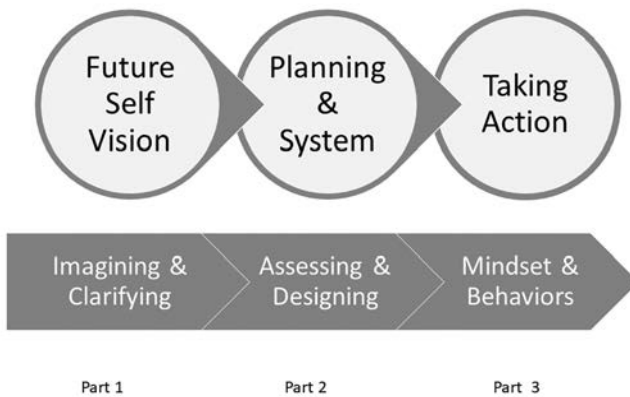 Future
Self
Vision
Planning
&
System
Taking
Action
Imagining &
Clarifying
Assessing &
Designing
Mindset &
Behaviors
Part 1
Part 2
Part 3